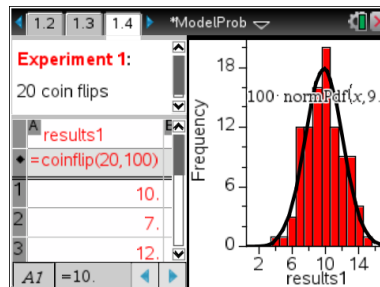 1.2 1.3 1.4 *ModelProb
Experiment 1:
20 coin flips
A results1
=coinflip(20,100)
1 10.
2 7.
3 12.
A1 =10.
Frequency
18
12
6
0
100· normPdf(x,9.
2 6 10 14
results1